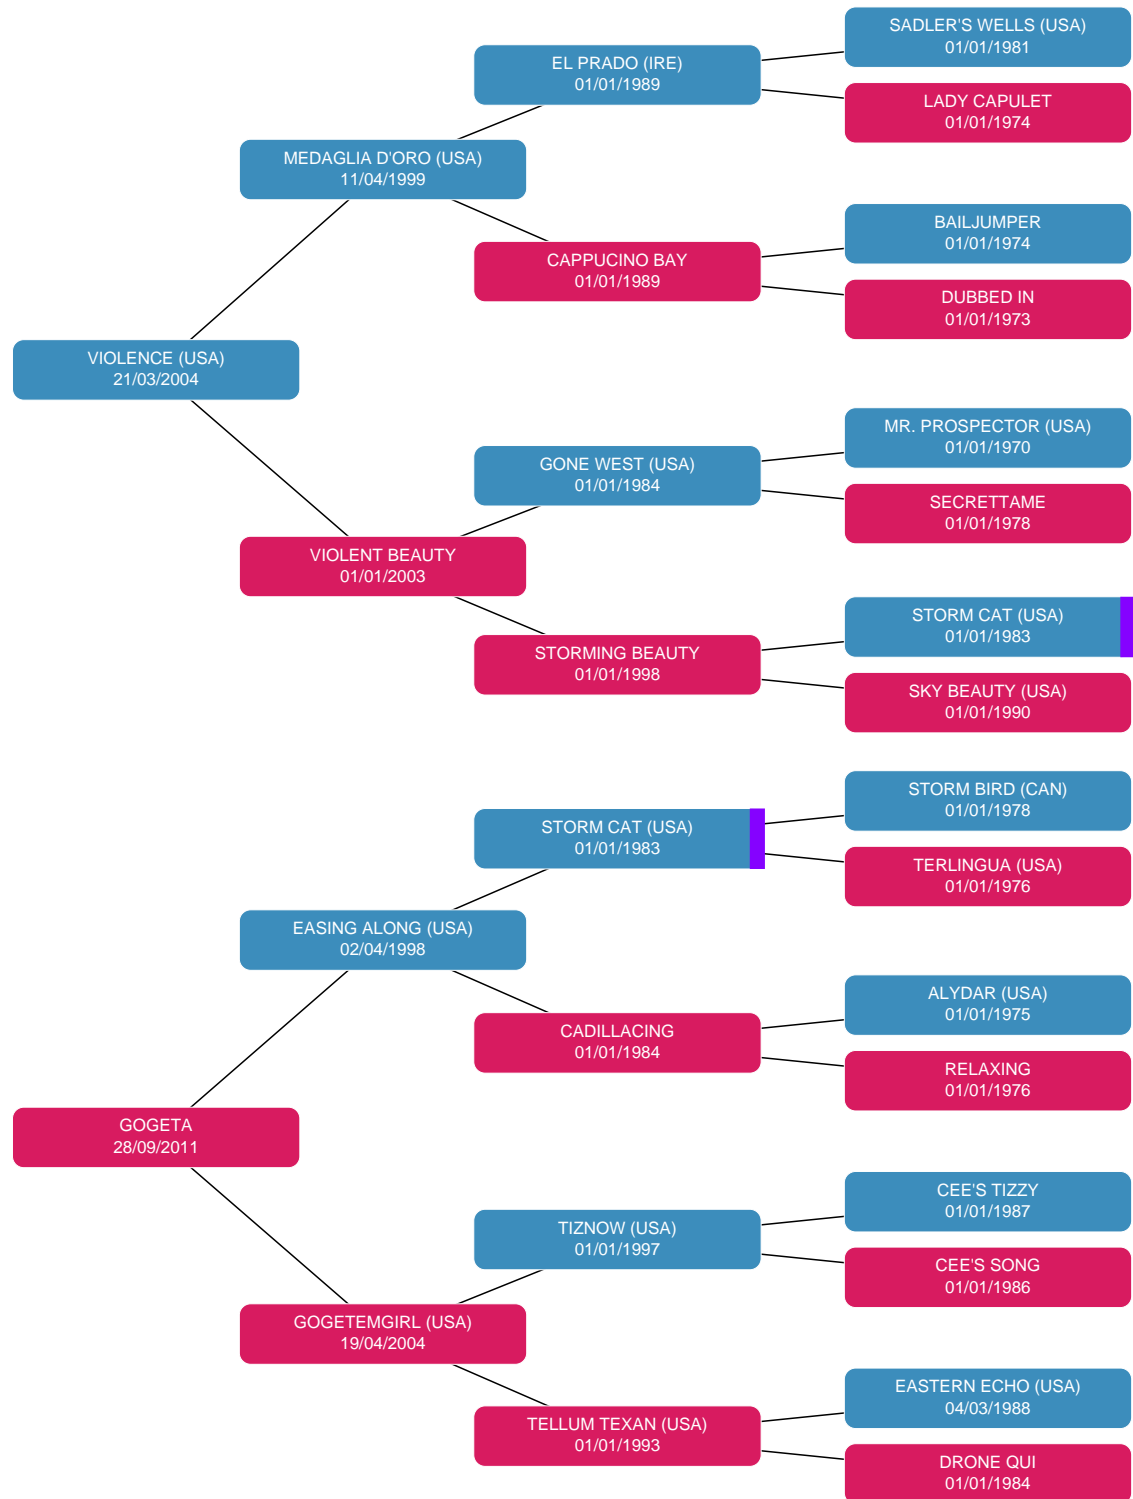 SADLER'S WELLS (USA)
01/01/1981
EL PRADO (IRE)
01/01/1989
LADY CAPULET
01/01/1974
MEDAGLIA D'ORO (USA)
11/04/1999
BAILJUMPER
01/01/1974
CAPPUCINO BAY
01/01/1989
DUBBED IN
01/01/1973
VIOLENCE (USA)
21/03/2004
MR. PROSPECTOR (USA)
01/01/1970
GONE WEST (USA)
01/01/1984
SECRETTAME
01/01/1978
VIOLENT BEAUTY
01/01/2003
STORM CAT (USA)
01/01/1983
STORMING BEAUTY
01/01/1998
SKY BEAUTY (USA)
01/01/1990
STORM BIRD (CAN)
01/01/1978
STORM CAT (USA)
01/01/1983
TERLINGUA (USA)
01/01/1976
EASING ALONG (USA)
02/04/1998
ALYDAR (USA)
01/01/1975
CADILLACING
01/01/1984
RELAXING
01/01/1976
GOGETA
28/09/2011
CEE'S TIZZY
01/01/1987
TIZNOW (USA)
01/01/1997
CEE'S SONG
01/01/1986
GOGETEMGIRL (USA)
19/04/2004
EASTERN ECHO (USA)
04/03/1988
TELLUM TEXAN (USA)
01/01/1993
DRONE QUI
01/01/1984